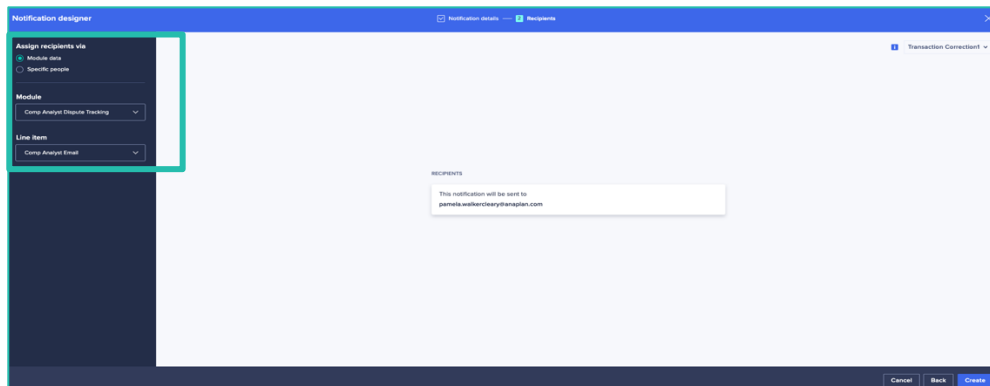 Notification designer
Notification details
2 Recipients
Assign recipients via
Module data
Specific people
Module
Comp Analyst Dispute Tracking
Line item
Comp Analyst Email
Transaction Correction1
RECIPIENTS
This notification will be sent to
pamela.walkercleary@anaplan.com
Cancel
Back
Create